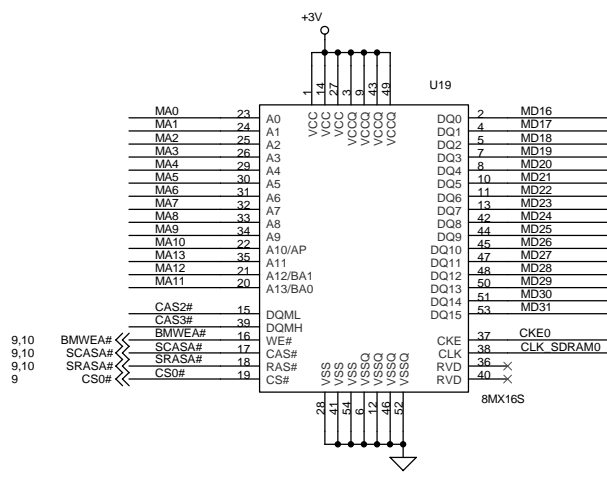 +3V
U19
1 14 27 3 9 43 49
VCC VCC VCC VCCQ VCCQ VCCQ VCCQ
MA0 23 A0 DQ0 2 MD16
MA1 24 A1 DQ1 4 MD17
MA2 25 A2 DQ2 5 MD18
MA3 26 A3 DQ3 7 MD19
MA4 29 A4 DQ4 8 MD20
MA5 30 A5 DQ5 10 MD21
MA6 31 A6 DQ6 11 MD22
MA7 32 A7 DQ7 13 MD23
MA8 33 A8 DQ8 42 MD24
MA9 34 A9 DQ9 44 MD25
MA10 22 A10/AP DQ10 45 MD26
MA13 35 A11 DQ11 47 MD27
MA12 21 A12/BA1 DQ12 48 MD28
MA11 20 A13/BA0 DQ13 50 MD29
DQ14 51 MD30
CAS2# 15 DQML DQ15 53 MD31
CAS3# 39 DQMH
9,10 BMWEA# BMWEA# 16 WE# CKE 37 CKE0
9,10 SCASA# SCASA# 17 CAS# CLK 38 CLK_SDRAM0
9,10 SRASA# SRASA# 18 RAS# RVD 36
9 CS0# CS0# 19 CS# RVD 40
VSS VSS VSS VSSQ VSSQ VSSQ VSSQ
8MX16S
28 41 54 6 12 46 52